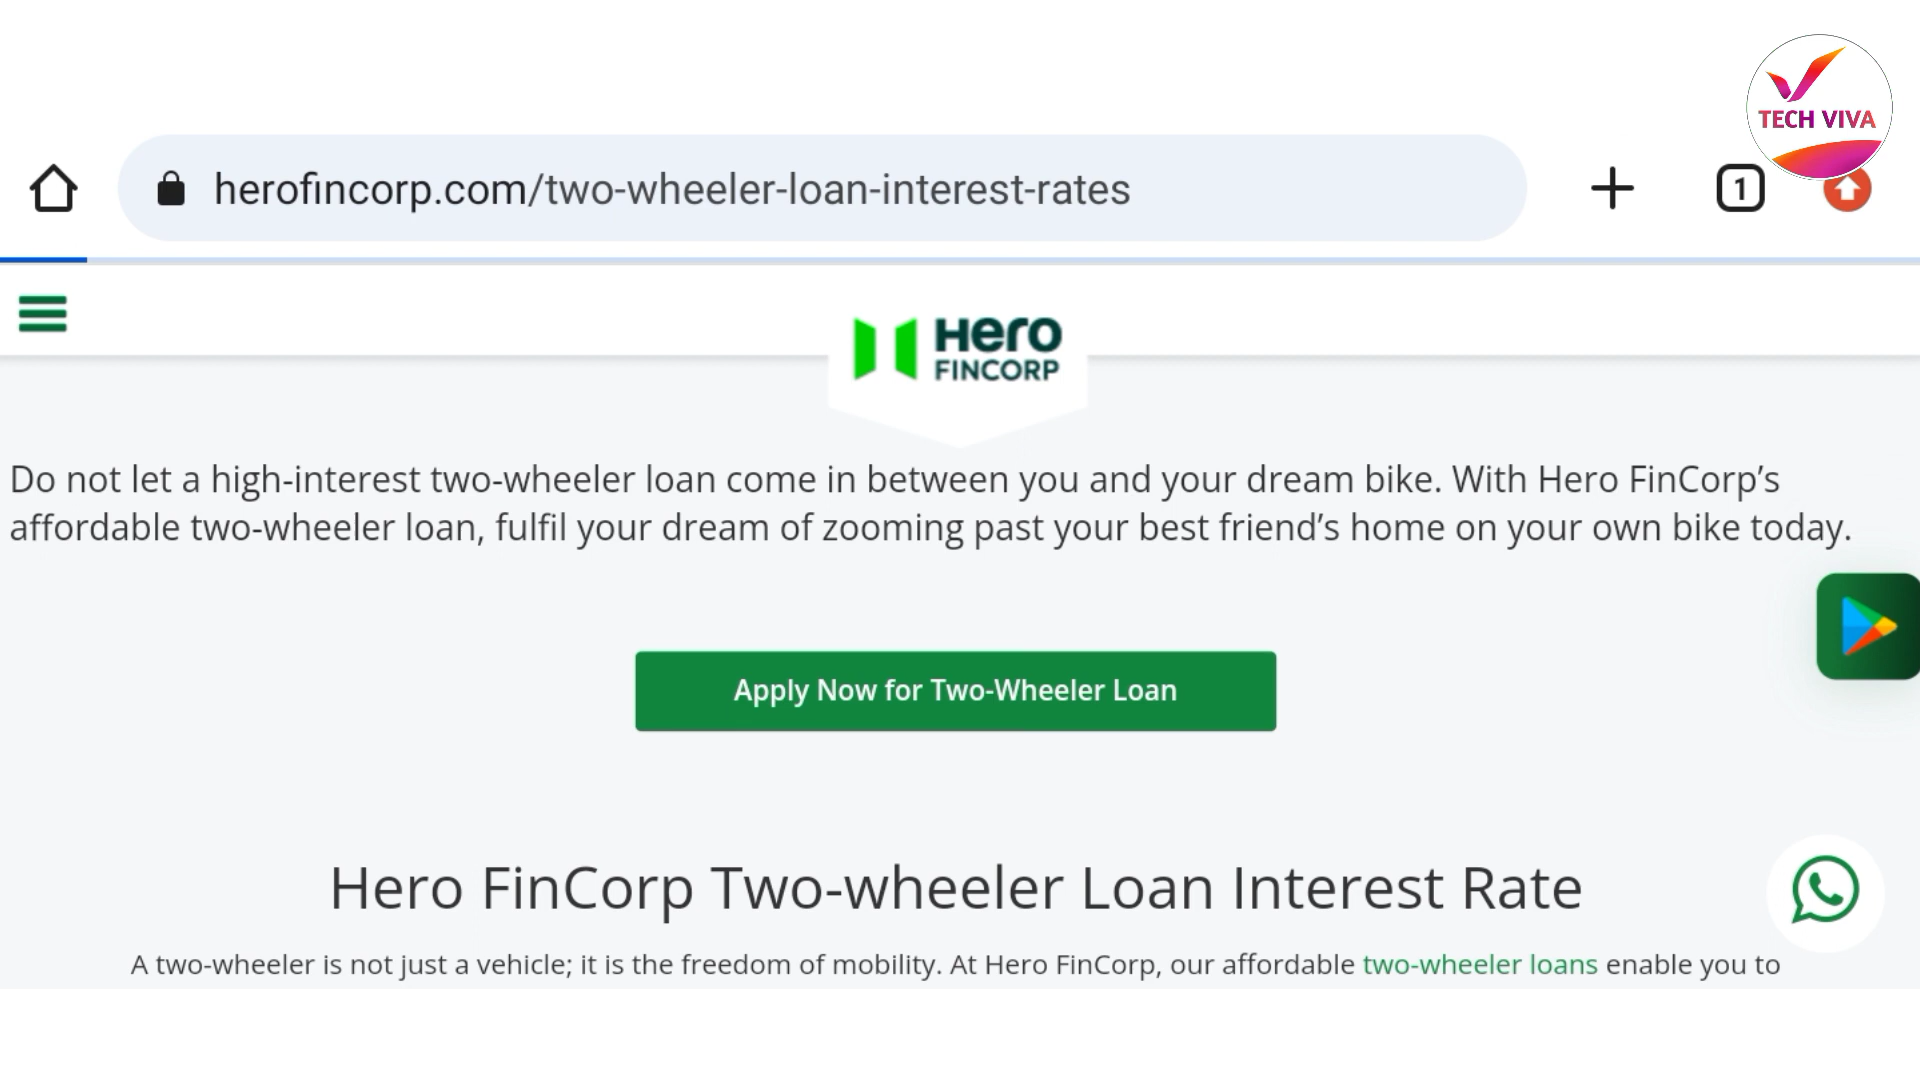 TECH VIVA
herofincorp.com/two-wheeler-loan-interest-rates
1
Hero
FINCORP
Do not let a high-interest two-wheeler loan come in between you and your dream bike. With Hero FinCorp’s
affordable two-wheeler loan, fulfil your dream of zooming past your best friend’s home on your own bike today.
Apply Now for Two-Wheeler Loan
Hero FinCorp Two-wheeler Loan Interest Rate
A two-wheeler is not just a vehicle; it is the freedom of mobility. At Hero FinCorp, our affordable two-wheeler loans enable you to